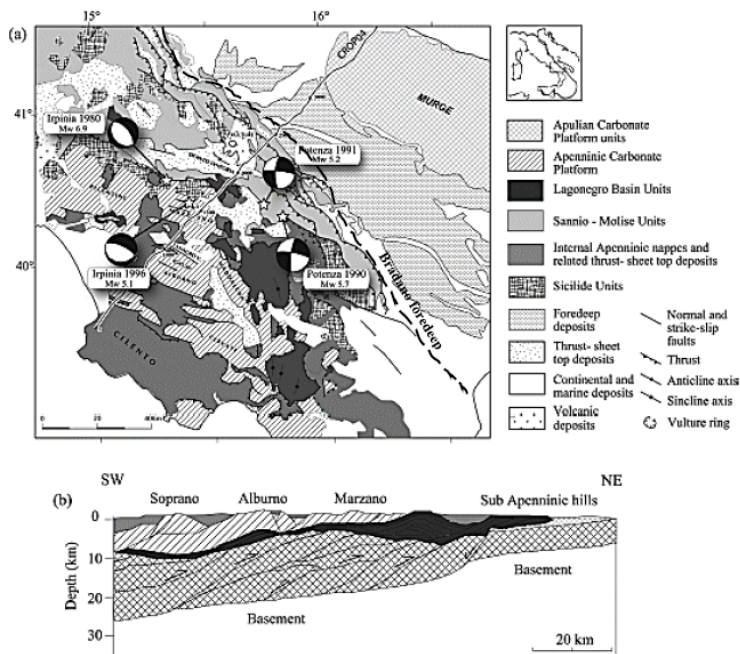 (a)
15°
16°
41°
40°
CROP04
MURGE
Irpinia 1980
Mw 6.9
Potenza 1991
Mw 5.2
Irpinia 1996
Mw 5.1
Potenza 1990
Mw 5.7
Bradano foredeep
CILENTO
0 20 40Km
Apulian Carbonate
Platform units
Apenninic Carbonate
Platform
Lagonegro Basin Units
Sannio - Molise Units
Internal Apenninic nappes and
related thrust- sheet top deposits
Sicilide Units
Foredeep
deposits
Thrust- sheet
top deposits
Continental and
marine deposits
Volcanic
deposits
Normal and
strike-slip
faults
Thrust
Anticline axis
Sincline axis
Vulture ring
(b)
SW
NE
Soprano Alburno Marzano Sub Apenninic hills
Depth (km)
0
10
20
30
Basement
Basement
20 km